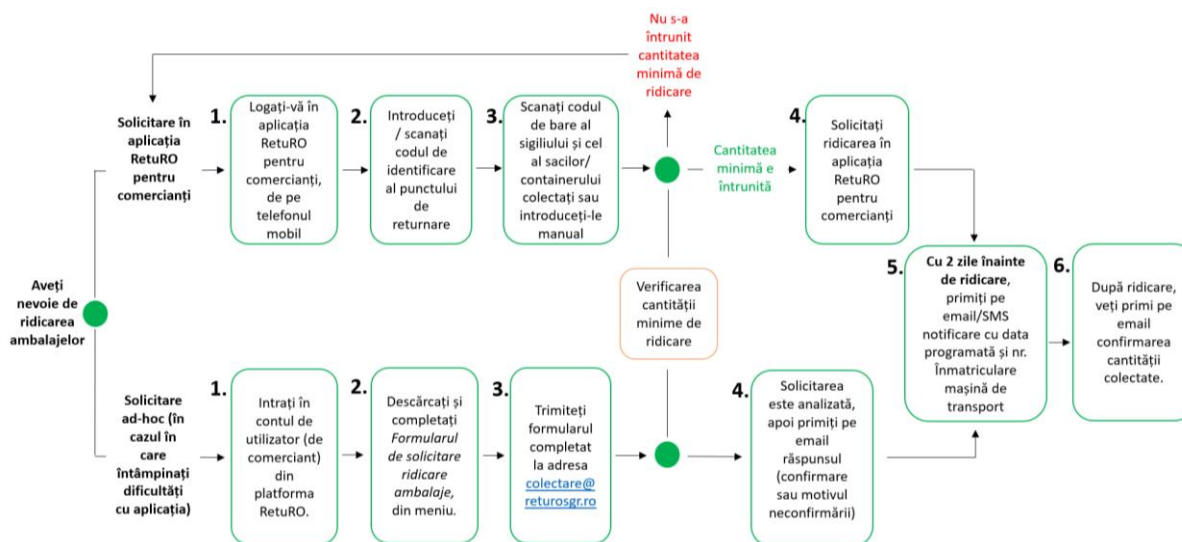 Nu s-a
întrunit
cantitatea
minimă de
ridicare
Solicitare în
aplicația
RetuRO
pentru
comercianți
1.
Logați-vă în
aplicația
RetuRO
pentru
comercianți,
de pe
telefonul
mobil
2.
Introduceți
/ scanați
codul de
identificare
al punctului
de
returnare
3.
Scanați codul
de bare al
sigiliului și cel
al sacilor/
containerului
colectați sau
introduceți-le
manual
Cantitatea
minimă e
întrunită
4.
Solicitați
ridicarea în
aplicația
RetuRO
pentru
comercianți
Aveți
nevoie de
ridicarea
ambalajelor
Verificarea
cantității
minime de
ridicare
5.
Cu 2 zile înainte
de ridicare,
primiți pe
email/SMS
notificare cu data
programată și nr.
Înmatriculare
mașină de
transport
6.
După ridicare,
veți primi pe
email
confirmarea
cantității
colectate.
Solicitare
ad-hoc (în
cazul în
care
întâmpinați
dificultăți
cu aplicația)
1.
Intrați în
contul de
utilizator (de
comerciant)
din
platforma
RetuRO.
2.
Descărcați și
completați
Formularul
de solicitare
ridicare
ambalaje,
din meniu.
3.
Trimiteți
formularul
completat
la adresa
colectare@
returosgr.ro
4.
Solicitarea
este analizată,
apoi primiți pe
email
răspunsul
(confirmare
sau motivul
neconfirmării)